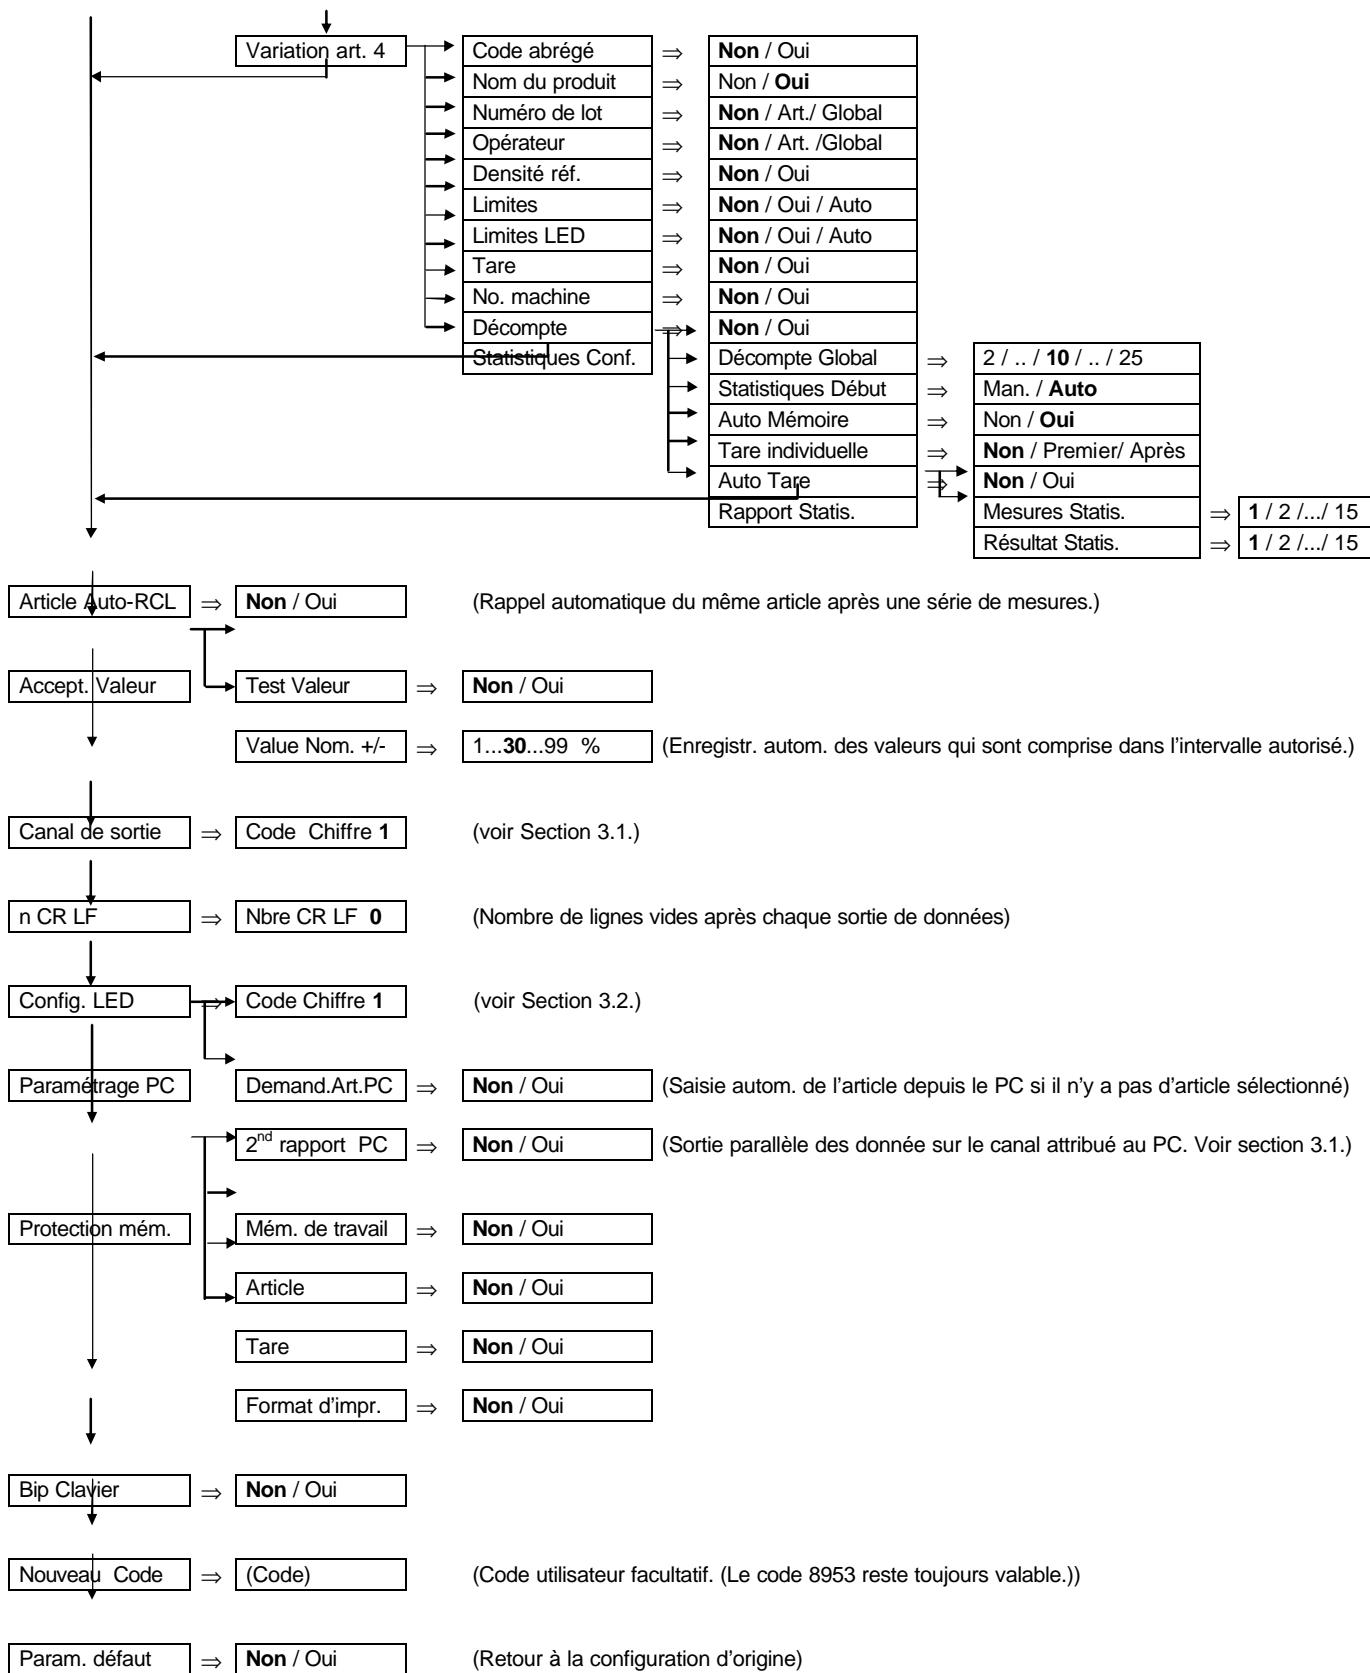 Variation art. 4 Code abrégé ⇒ Non / Oui
Nom du produit ⇒ Non / Oui
Numéro de lot ⇒ Non / Art./ Global
Opérateur ⇒ Non / Art. /Global
Densité réf. ⇒ Non / Oui
Limites ⇒ Non / Oui / Auto
Limites LED ⇒ Non / Oui / Auto
Tare ⇒ Non / Oui
No. machine ⇒ Non / Oui
Décompte ⇒ Non / Oui
Statistiques Conf. Décompte Global ⇒ 2 / .. / 10 / .. / 25
Statistiques Début ⇒ Man. / Auto
Auto Mémoire ⇒ Non / Oui
Tare individuelle ⇒ Non / Premier/ Après
Auto Tare ⇒ Non / Oui
Rapport Statis. Mesures Statis. ⇒ 1 / 2 /.../ 15
Résultat Statis. ⇒ 1 / 2 /.../ 15
Article Auto-RCL ⇒ Non / Oui (Rappel automatique du même article après une série de mesures.)
Accept. Valeur Test Valeur ⇒ Non / Oui
Value Nom. +/- ⇒ 1...30...99 % (Enregistr. autom. des valeurs qui sont comprise dans l'intervalle autorisé.)
Canal de sortie ⇒ Code Chiffre 1 (voir Section 3.1.)
n CR LF ⇒ Nbre CR LF 0 (Nombre de lignes vides après chaque sortie de données)
Config. LED ⇒ Code Chiffre 1 (voir Section 3.2.)
Paramétrage PC Demand.Art.PC ⇒ Non / Oui (Saisie autom. de l'article depuis le PC si il n'y a pas d'article sélectionné)
2nd rapport PC ⇒ Non / Oui (Sortie parallèle des donnée sur le canal attribué au PC. Voir section 3.1.)
Protection mém. Mém. de travail ⇒ Non / Oui
Article ⇒ Non / Oui
Tare ⇒ Non / Oui
Format d'impr. ⇒ Non / Oui
Bip Clavier ⇒ Non / Oui
Nouveau Code ⇒ (Code) (Code utilisateur facultatif. (Le code 8953 reste toujours valable.))
Param. défaut ⇒ Non / Oui (Retour à la configuration d'origine)